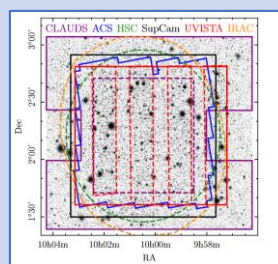 CLAUDS ACS HSC SupCam UVISTA IRAC
3°00'
2°30'
Dec
2°00'
1°30'
10h04m 10h02m 10h00m 9h58m
RA